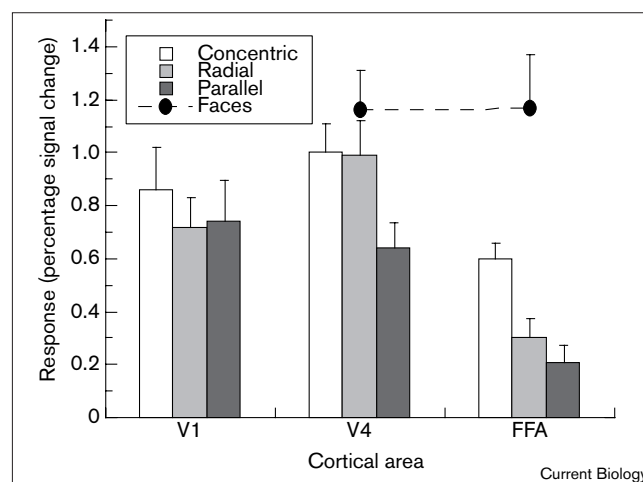 1.4
1.2
1.0
0.8
0.6
0.4
0.2
0
Response (percentage signal change)
Concentric
Radial
Parallel
Faces
V1 V4 FFA
Cortical area
Current Biology